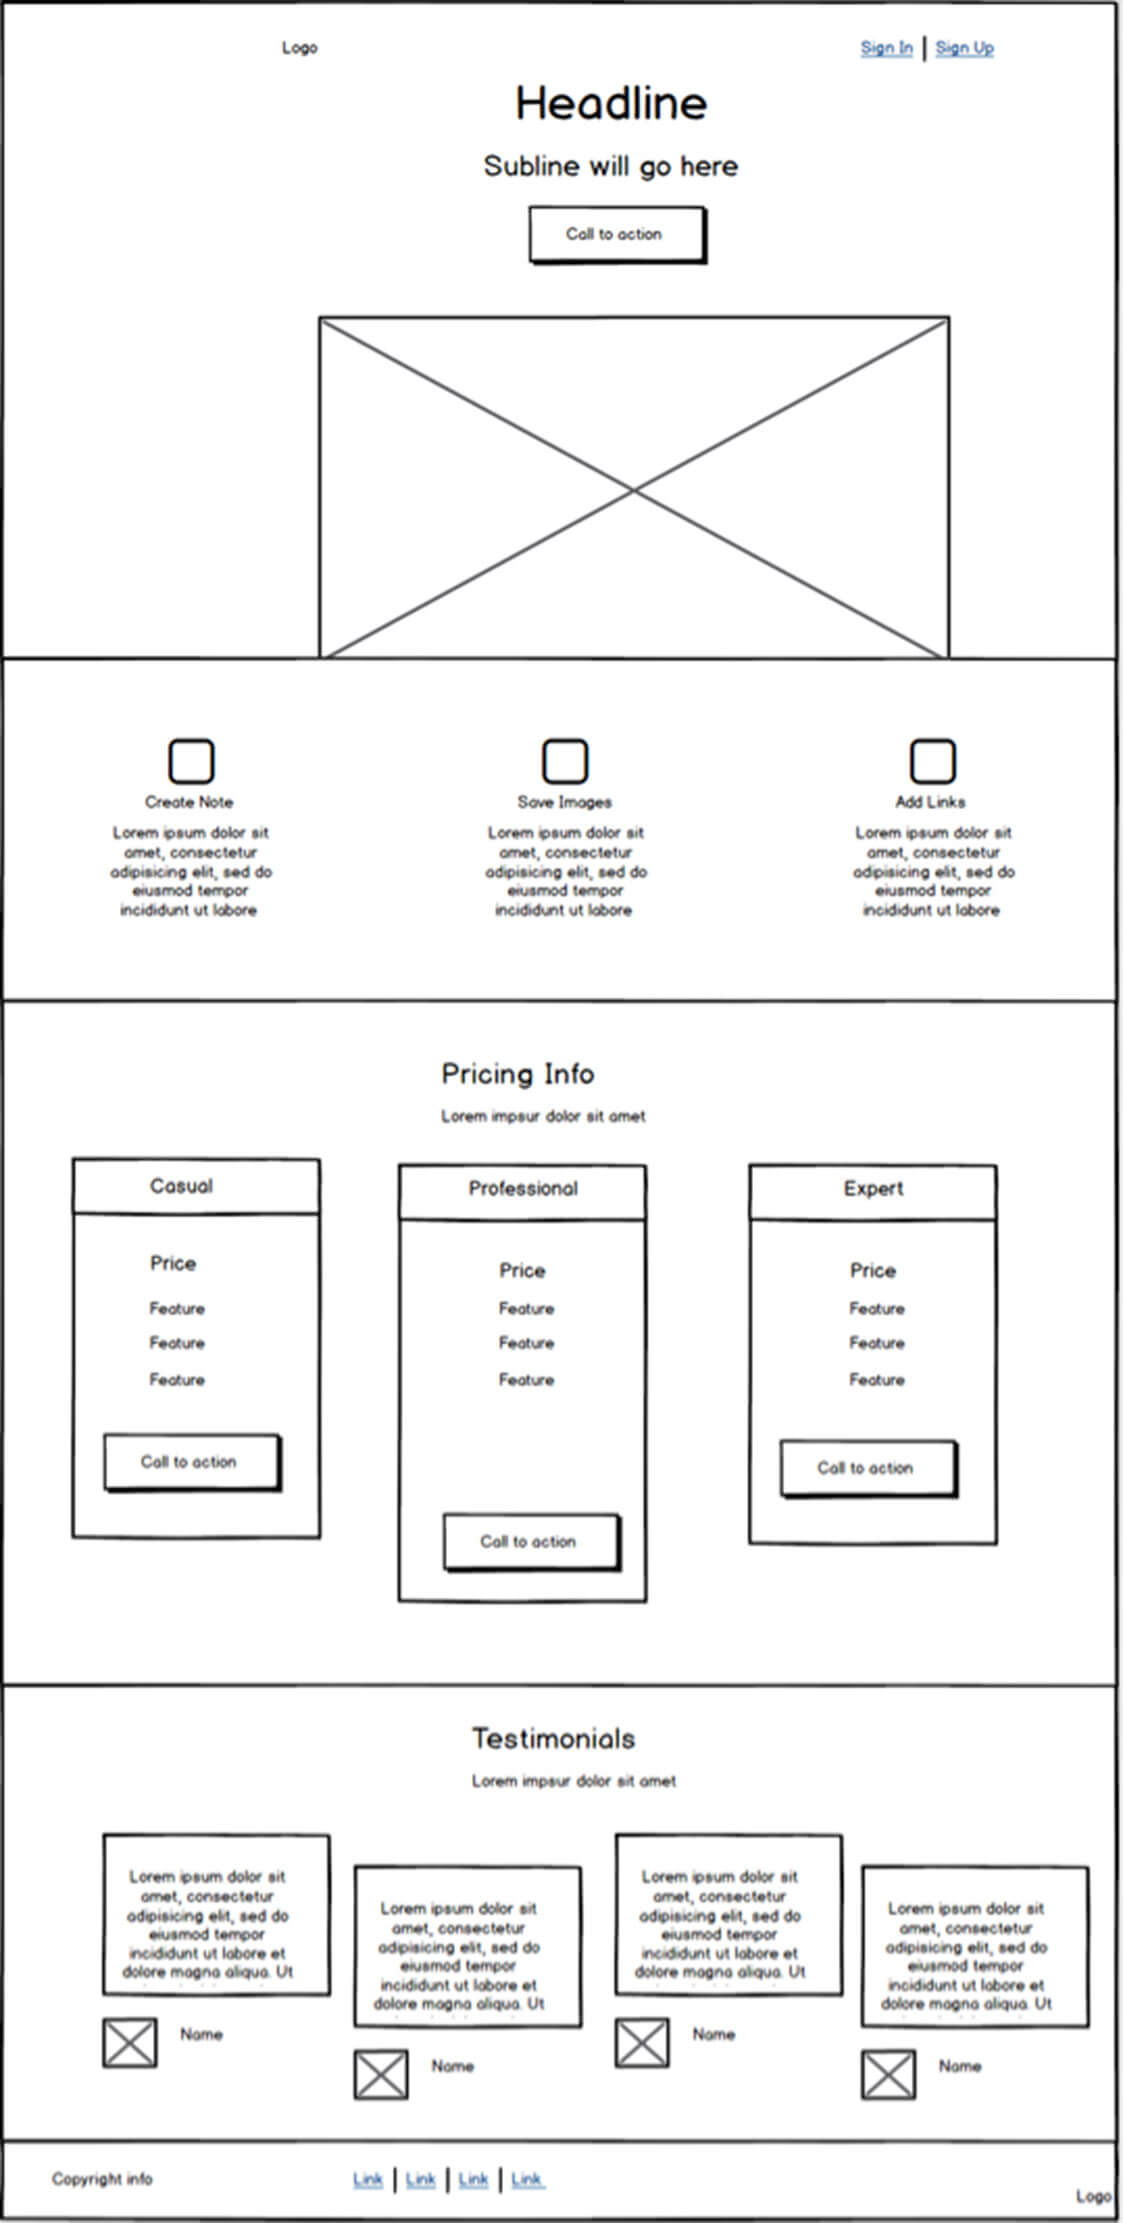 Logo
Sign In | Sign Up
Headline
Subline will go here
Call to action
Create Note
Lorem ipsum dolor sit
amet, consectetur
adipisicing elit, sed do
eiusmod tempor
incididunt ut labore
Save Images
Lorem ipsum dolor sit
amet, consectetur
adipisicing elit, sed do
eiusmod tempor
incididunt ut labore
Add Links
Lorem ipsum dolor sit
amet, consectetur
adipisicing elit, sed do
eiusmod tempor
incididunt ut labore
Pricing Info
Lorem impsur dolor sit amet
Casual
Price
Feature
Feature
Feature
Call to action
Professional
Price
Feature
Feature
Feature
Call to action
Expert
Price
Feature
Feature
Feature
Call to action
Testimonials
Lorem impsur dolor sit amet
Lorem ipsum dolor sit
amet, consectetur
adipisicing elit, sed do
eiusmod tempor
incididunt ut labore et
dolore magna aliqua. Ut
Name
Lorem ipsum dolor sit
amet, consectetur
adipisicing elit, sed do
eiusmod tempor
incididunt ut labore et
dolore magna aliqua. Ut
Name
Lorem ipsum dolor sit
amet, consectetur
adipisicing elit, sed do
eiusmod tempor
incididunt ut labore et
dolore magna aliqua. Ut
Name
Lorem ipsum dolor sit
amet, consectetur
adipisicing elit, sed do
eiusmod tempor
incididunt ut labore et
dolore magna aliqua. Ut
Name
Copyright info
Link | Link | Link | Link
Logo